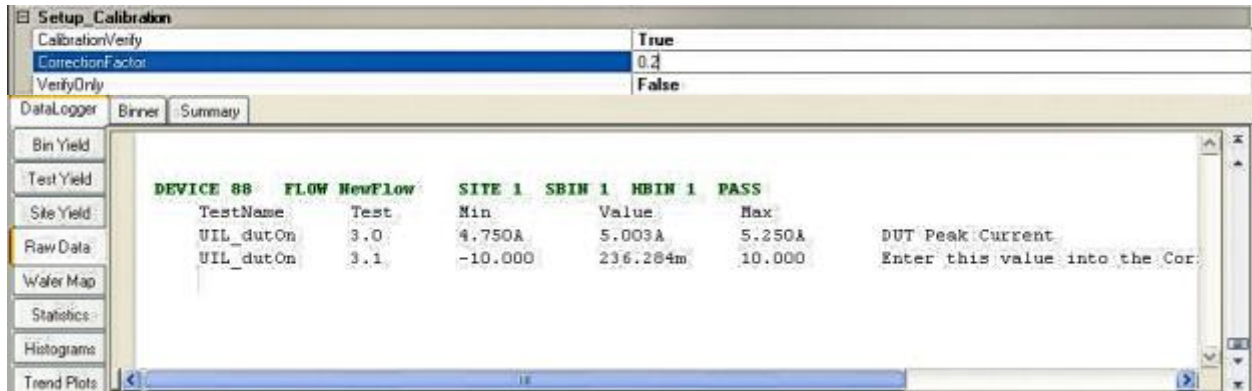 Setup_Calibration
CalibrationVerify True
CorrectionFactor 0.2
VerifyOnly False
DataLogger Binner Summary
Bin Yield
Test Yield
Site Yield
Raw Data
Wafer Map
Statistics
Histograms
Trend Plots
DEVICE 88 FLOW NewFlow SITE 1 SBIN 1 HBIN 1 PASS
TestName Test Min Value Max
UIL_dutOn 3.0 4.750A 5.003A 5.250A DUT Peak Current
UIL_dutOn 3.1 -10.000 236.284m 10.000 Enter this value into the Cor